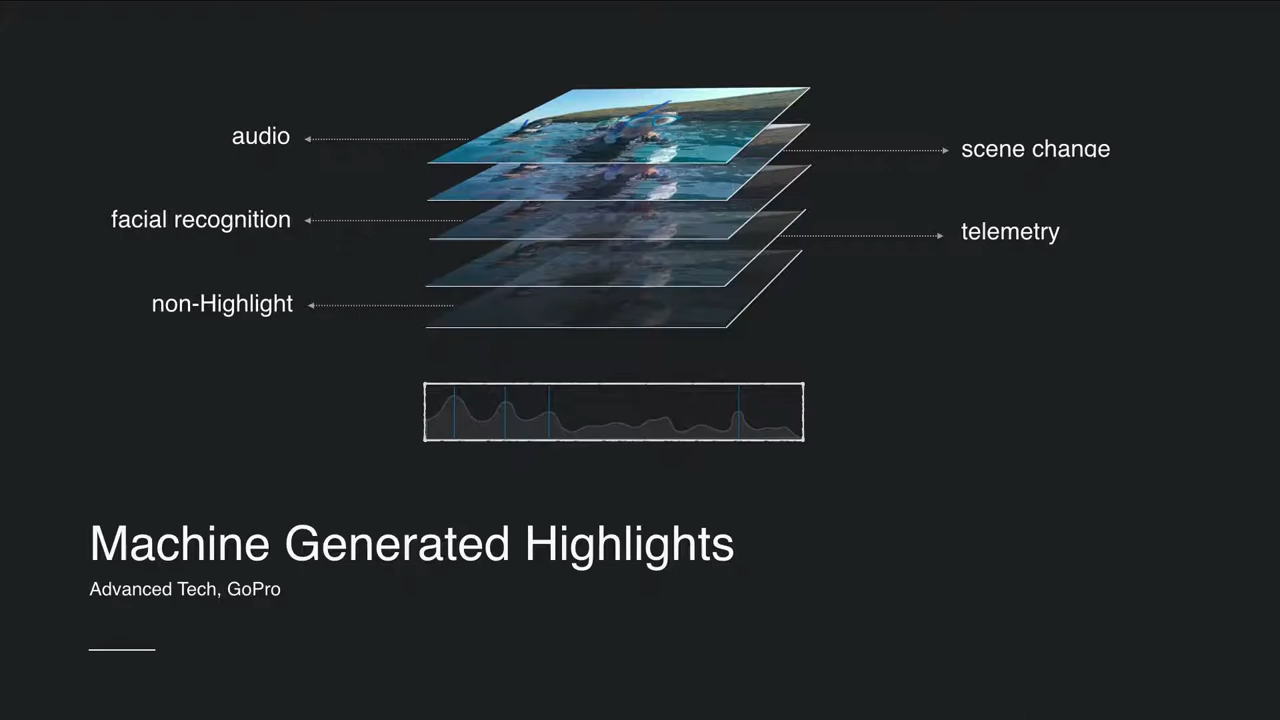 audio
scene change
facial recognition
telemetry
non-Highlight
Machine Generated Highlights
Advanced Tech, GoPro